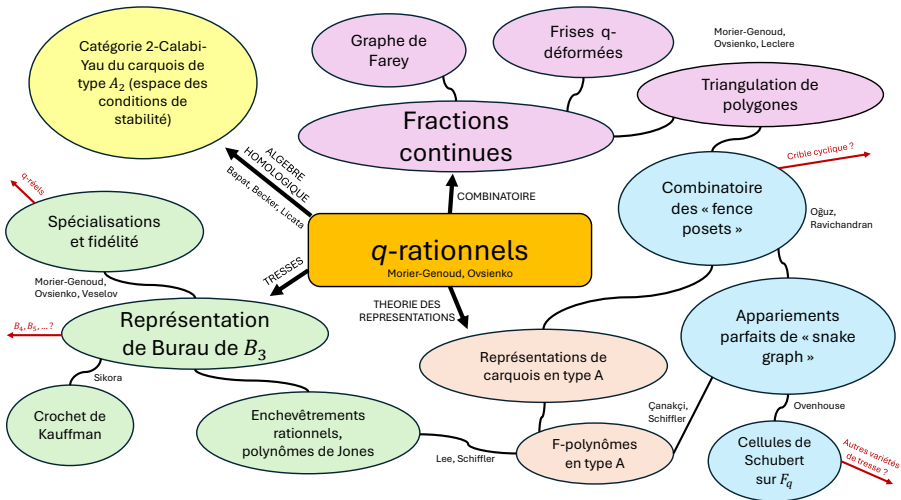 Catégorie 2-Calabi-
Yau du carquois de
type A₂ (espace des
conditions de
stabilité)
Graphe de
Farey
Frises q-
déformées
Morier-Genoud,
Ovsienko, Leclere
Triangulation de
polygones
Fractions
continues
Crible cyclique ?
ALGEBRE
HOMOLOGIQUE
Bapat, Becker, Licata
COMBINATOIRE
Combinatoire
des « fence
posets »
Oğuz,
Ravichandran
q-réels
Spécialisations
et fidélité
q-rationnels
Morier-Genoud, Ovsienko
TRESSES
Morier-Genoud,
Ovsienko, Veselov
THEORIE DES
REPRESENTATIONS
B₄, B₅, ... ?
Représentation
de Burau de B₃
Appariements
parfaits de « snake
graph »
Représentations de
carquois en type A
Sikora
Crochet de
Kauffman
Enchevêtrements
rationnels,
polynômes de Jones
Lee, Schiffler
F-polynômes
en type A
Çanakçi,
Schiffler
Ovenhouse
Cellules de
Schubert
sur F_q
Autres variétés
de tresse ?